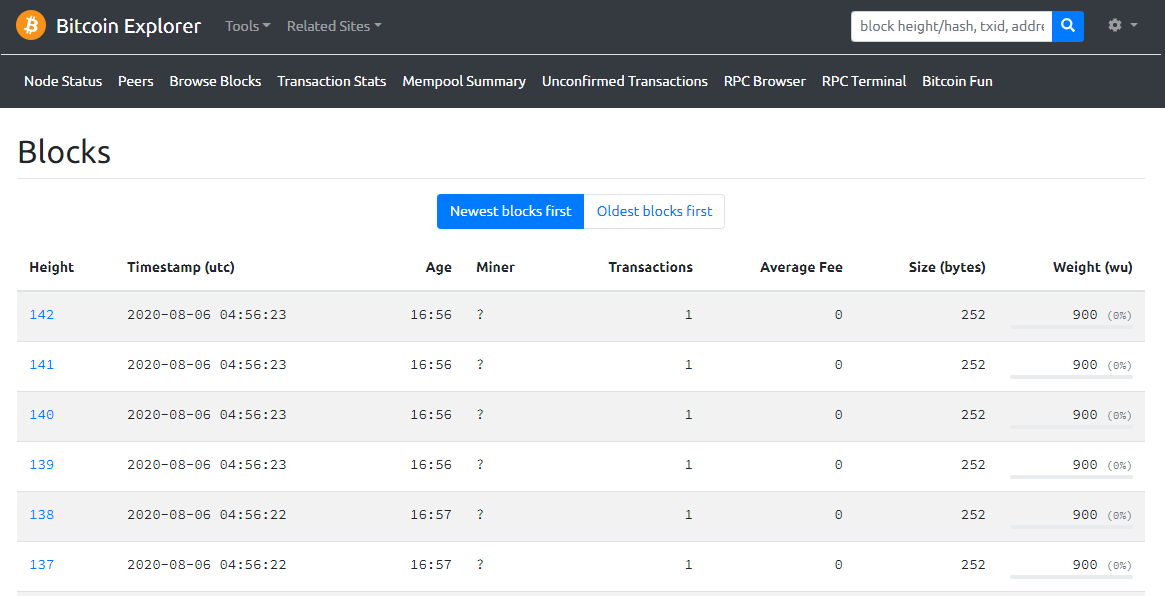 Bitcoin Explorer Tools Related Sites block height/hash, txid, addre
Node Status Peers Browse Blocks Transaction Stats Mempool Summary Unconfirmed Transactions RPC Browser RPC Terminal Bitcoin Fun
Blocks
Newest blocks first Oldest blocks first
Height Timestamp (utc) Age Miner Transactions Average Fee Size (bytes) Weight (wu)
142 2020-08-06 04:56:23 16:56 ? 1 0 252 900 (0%)
141 2020-08-06 04:56:23 16:56 ? 1 0 252 900 (0%)
140 2020-08-06 04:56:23 16:56 ? 1 0 252 900 (0%)
139 2020-08-06 04:56:23 16:56 ? 1 0 252 900 (0%)
138 2020-08-06 04:56:22 16:57 ? 1 0 252 900 (0%)
137 2020-08-06 04:56:22 16:57 ? 1 0 252 900 (0%)